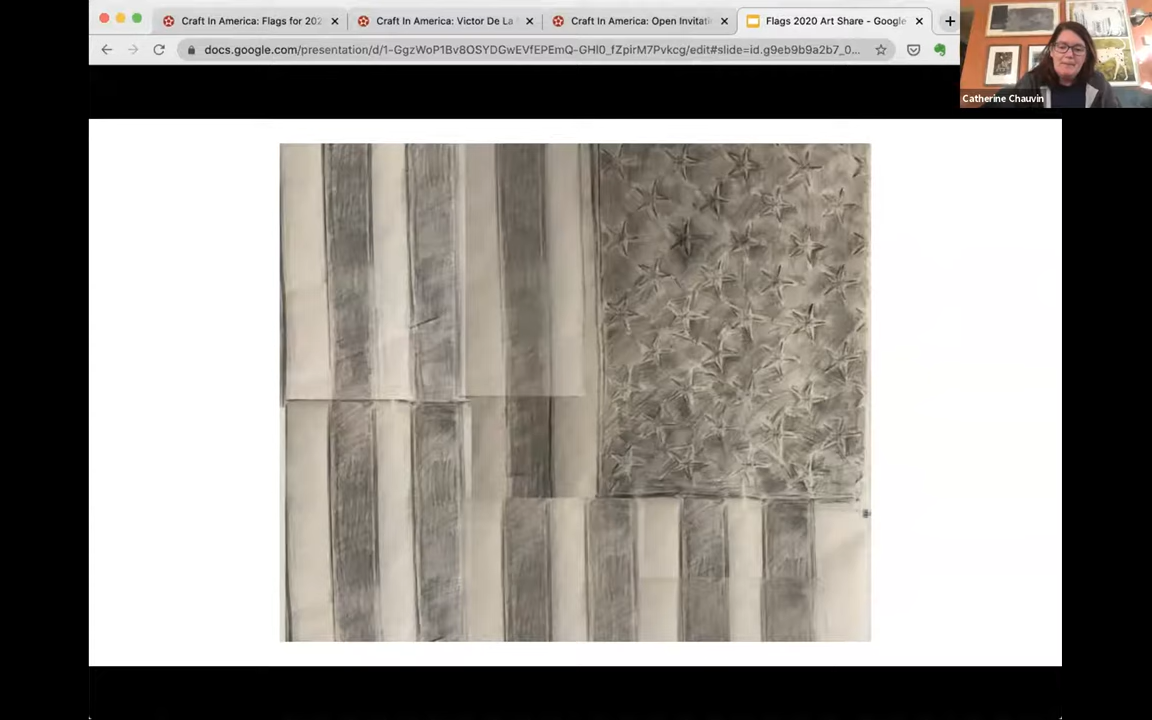 Craft In America: Flags for 202
Craft In America: Victor De La
Craft In America: Open Invitati
Flags 2020 Art Share - Google
docs.google.com/presentation/d/1-GgzWoP1Bv8OSYDGwEVfEPEmQ-GHl0_fZpirM7Pvkcg/edit#slide=id.g9eb9b9a2b7_0...
Catherine Chauvin